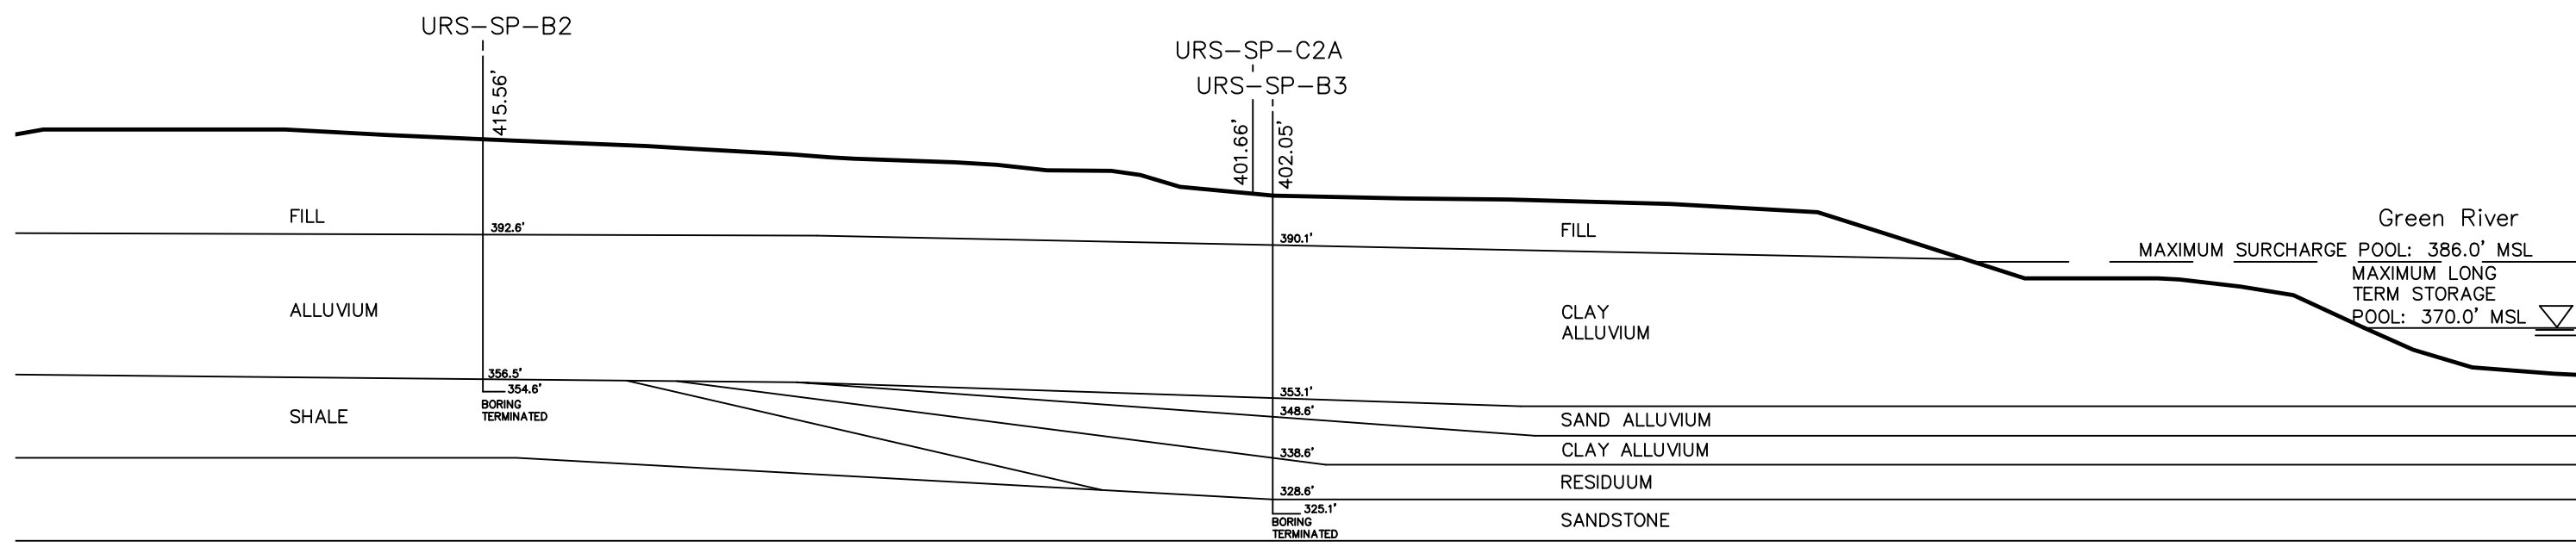 URS-SP-B2
415.56'
URS-SP-C2A
URS-SP-B3
401.66'
402.05'
FILL
392.6'
390.1'
FILL
Green River
MAXIMUM SURCHARGE POOL: 386.0' MSL
MAXIMUM LONG
TERM STORAGE
POOL: 370.0' MSL
ALLUVIUM
CLAY
ALLUVIUM
356.5'
354.6'
BORING
TERMINATED
353.1'
348.6'
SHALE
SAND ALLUVIUM
338.6'
CLAY ALLUVIUM
328.6'
RESIDUUM
325.1'
BORING
TERMINATED
SANDSTONE